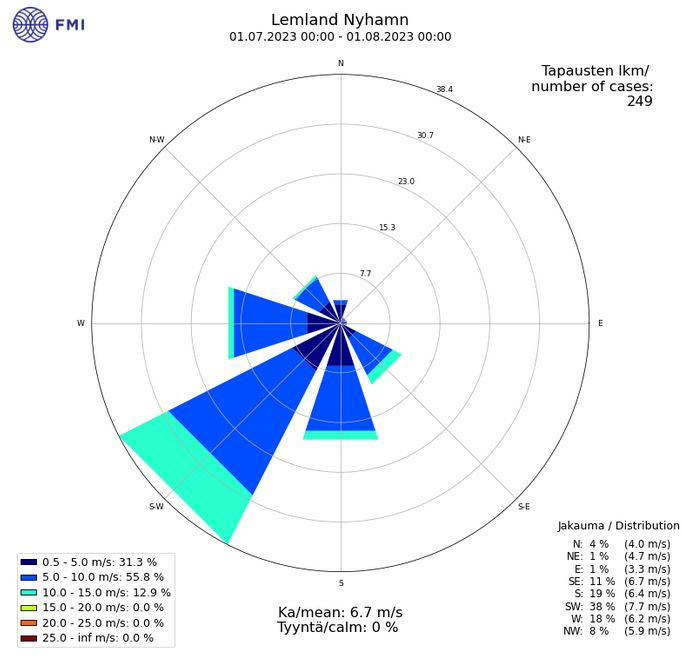 FMI
Lemland Nyhamn
01.07.2023 00:00 - 01.08.2023 00:00
Tapausten lkm/
number of cases:
249
N
38.4
30.7
23.0
15.3
7.7
N-W
N-E
W
E
S-W
S-E
S
0.5 - 5.0 m/s: 31.3 %
5.0 - 10.0 m/s: 55.8 %
10.0 - 15.0 m/s: 12.9 %
15.0 - 20.0 m/s: 0.0 %
20.0 - 25.0 m/s: 0.0 %
25.0 - inf m/s: 0.0 %
Ka/mean: 6.7 m/s
Tyyntä/calm: 0 %
Jakauma / Distribution
N: 4 % (4.0 m/s)
NE: 1 % (4.7 m/s)
E: 1 % (3.3 m/s)
SE: 11 % (6.7 m/s)
S: 19 % (6.4 m/s)
SW: 38 % (7.7 m/s)
W: 18 % (6.2 m/s)
NW: 8 % (5.9 m/s)